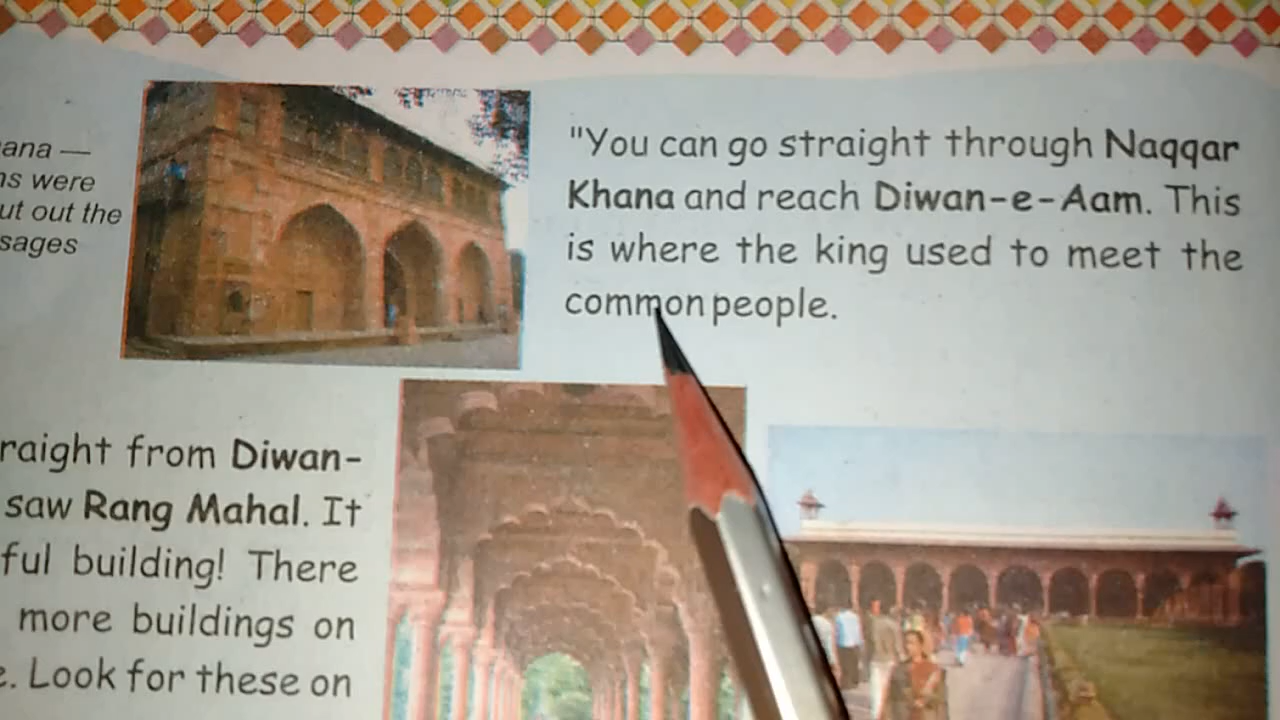 ana —
ns were
ut out the
sages
"You can go straight through Naqqar
Khana and reach Diwan-e-Aam. This
is where the king used to meet the
common people.
raight from Diwan-
saw Rang Mahal. It
ful building! There
more buildings on
e. Look for these on